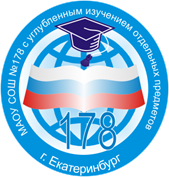 МАОУ СОШ №178 с углубленным изучением отдельных предметов
178
г. Екатеринбург